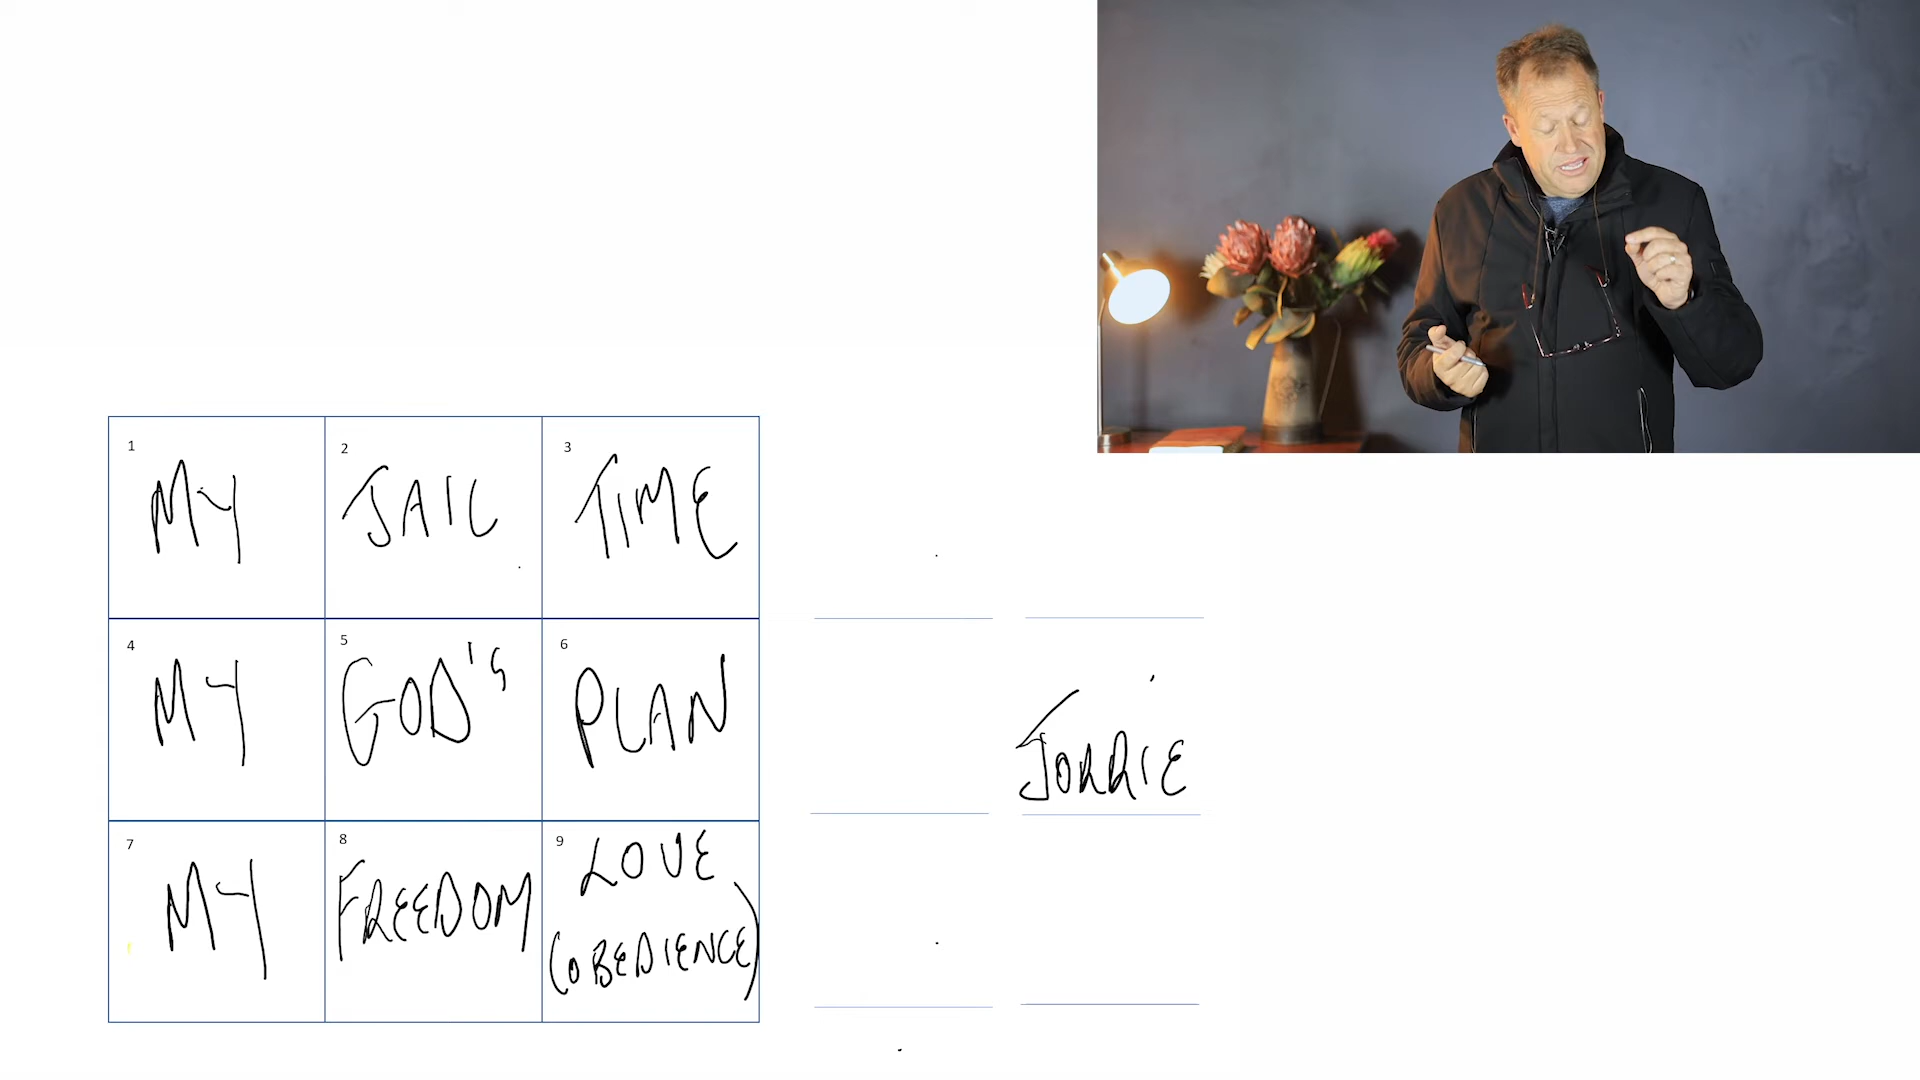 1 2 3
MY JAIL TIME
4 5 6
MY GOD'S PLAN
JORRIE
7 8 9
MY FREEDOM LOVE
(OBEDIENCE)